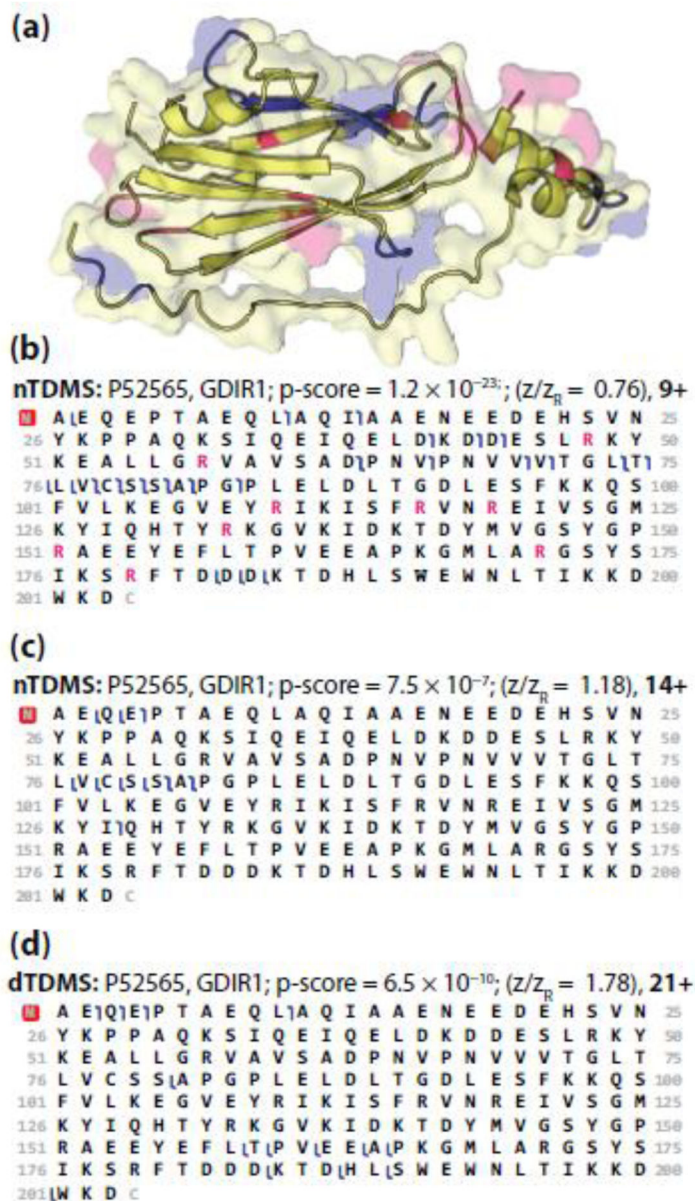 (a)
(b)
nTDMS: P52565, GDIR1; p-score = 1.2 × 10⁻²³; (z/z_R = 0.76), 9+
M A E Q E P T A E Q L A Q I A A E N E E D E H S V N 25
26 Y K P P A Q K S I Q E I Q E L D K D D E S L R K Y 50
51 K E A L L G R V A V S A D P N V P N V V V T G L T 75
76 L V C S S A P G P L E L D L T G D L E S F K K Q S 100
101 F V L K E G V E Y R I K I S F R V N R E I V S G M 125
126 K Y I Q H T Y R K G V K I D K T D Y M V G S Y G P 150
151 R A E E Y E F L T P V E E A P K G M L A R G S Y S 175
176 I K S R F T D D D K T D H L S W E W N L T I K K D 200
201 W K D C
(c)
nTDMS: P52565, GDIR1; p-score = 7.5 × 10⁻⁷; (z/z_R = 1.18), 14+
M A E Q E P T A E Q L A Q I A A E N E E D E H S V N 25
26 Y K P P A Q K S I Q E I Q E L D K D D E S L R K Y 50
51 K E A L L G R V A V S A D P N V P N V V V T G L T 75
76 L V C S S A P G P L E L D L T G D L E S F K K Q S 100
101 F V L K E G V E Y R I K I S F R V N R E I V S G M 125
126 K Y I Q H T Y R K G V K I D K T D Y M V G S Y G P 150
151 R A E E Y E F L T P V E E A P K G M L A R G S Y S 175
176 I K S R F T D D D K T D H L S W E W N L T I K K D 200
201 W K D C
(d)
dTDMS: P52565, GDIR1; p-score = 6.5 × 10⁻¹⁰; (z/z_R = 1.78), 21+
M A E Q E P T A E Q L A Q I A A E N E E D E H S V N 25
26 Y K P P A Q K S I Q E I Q E L D K D D E S L R K Y 50
51 K E A L L G R V A V S A D P N V P N V V V T G L T 75
76 L V C S S A P G P L E L D L T G D L E S F K K Q S 100
101 F V L K E G V E Y R I K I S F R V N R E I V S G M 125
126 K Y I Q H T Y R K G V K I D K T D Y M V G S Y G P 150
151 R A E E Y E F L T P V E E A P K G M L A R G S Y S 175
176 I K S R F T D D D K T D H L S W E W N L T I K K D 200
201 W K D C